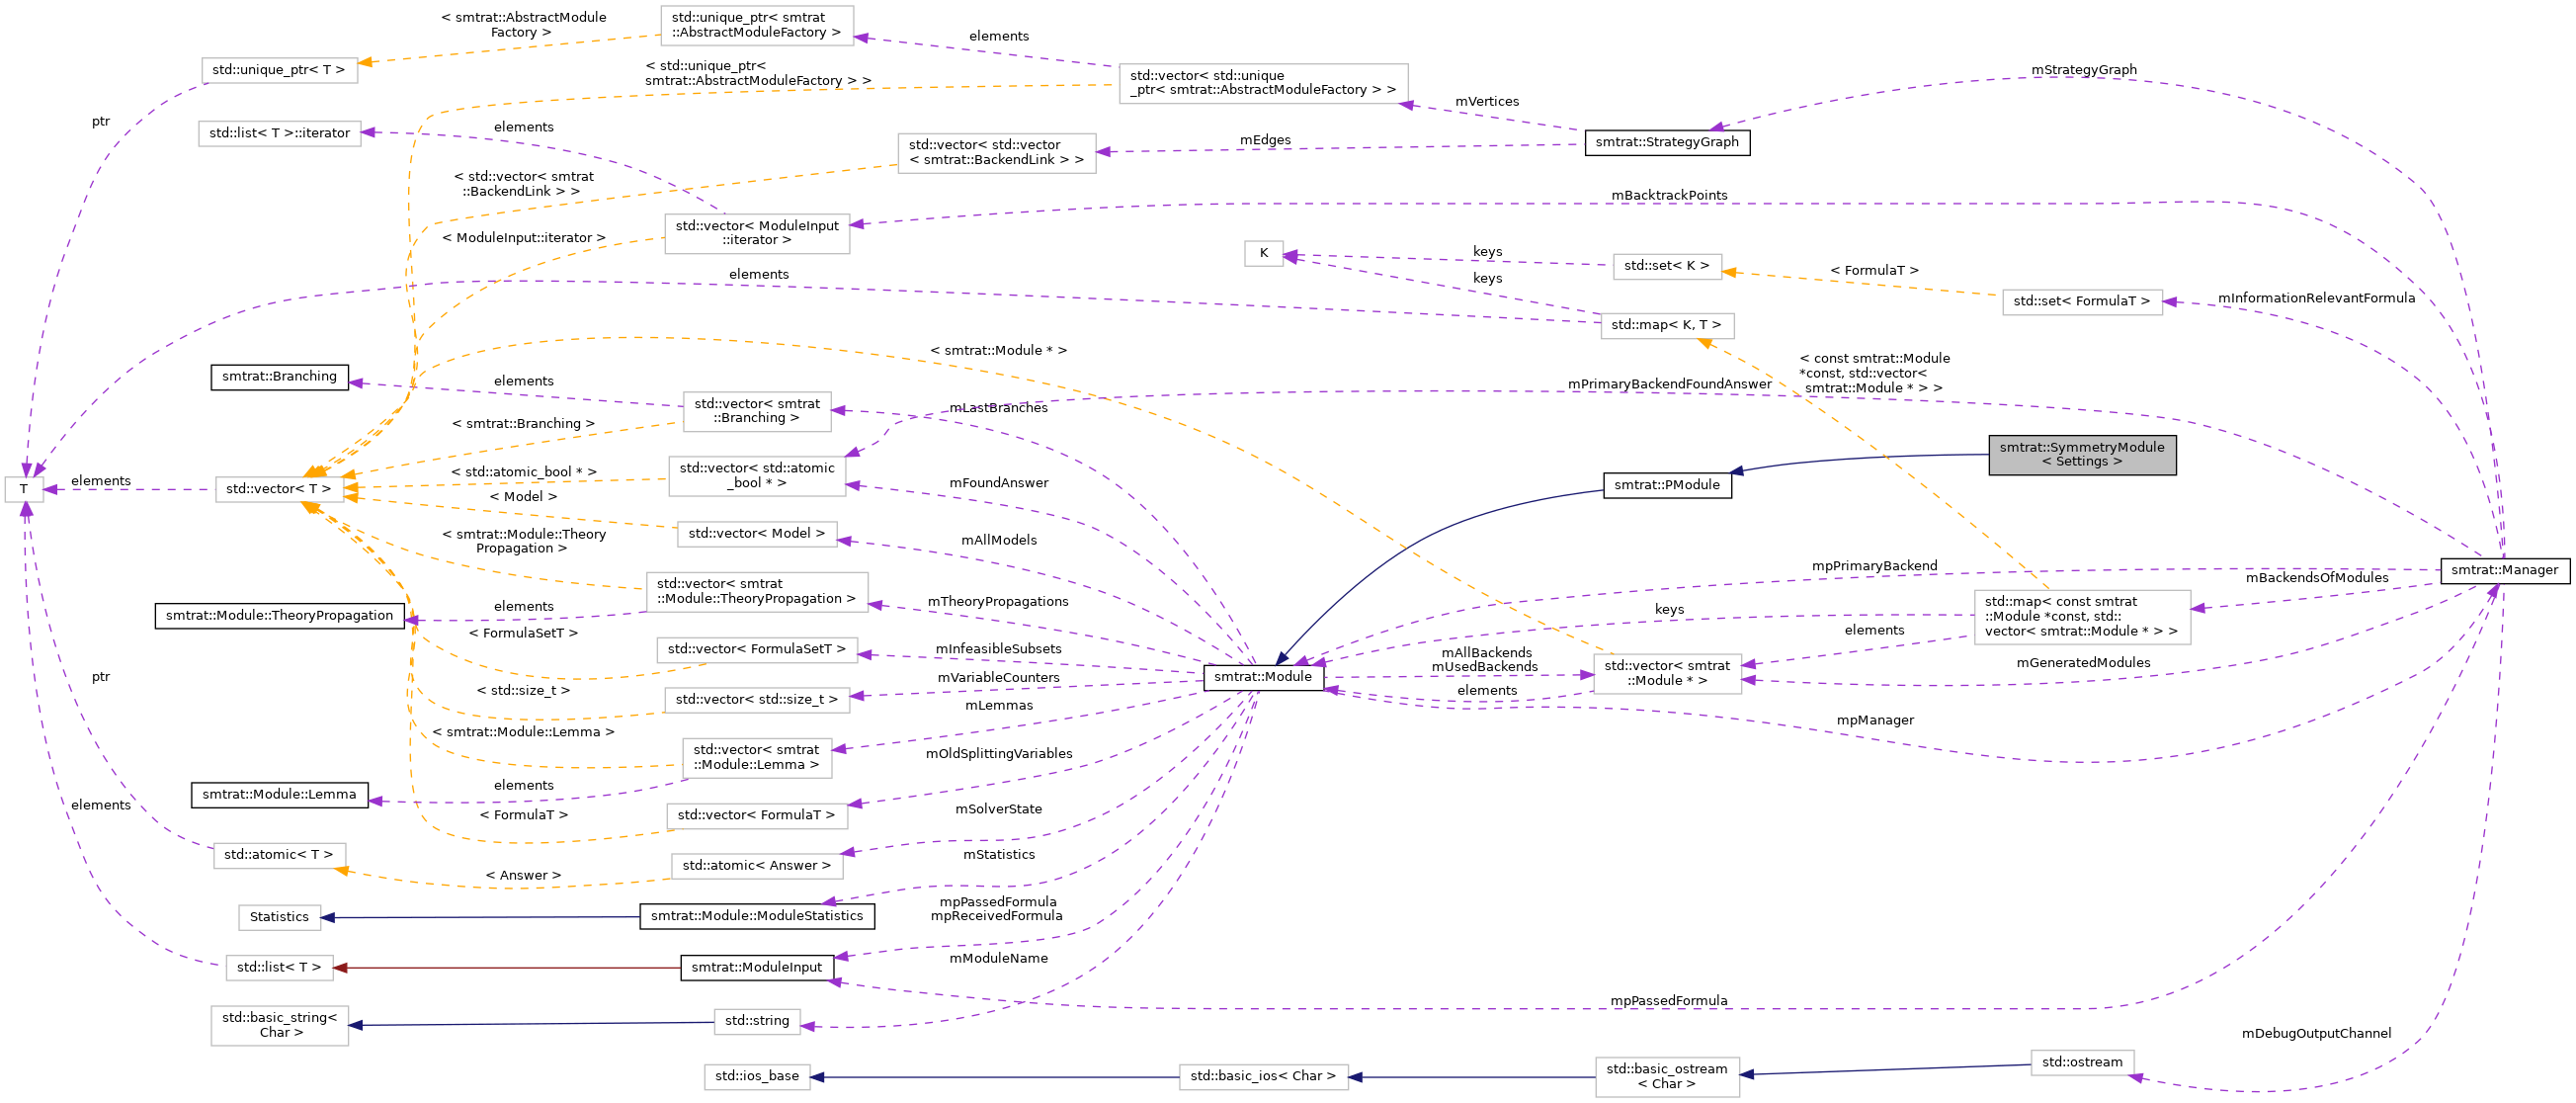 < smtrat::AbstractModule
Factory >
std::unique_ptr< smtrat
::AbstractModuleFactory >
elements
std::unique_ptr< T >
< std::unique_ptr<
smtrat::AbstractModuleFactory > >
std::vector< std::unique
_ptr< smtrat::AbstractModuleFactory > >
mStrategyGraph
mVertices
ptr
std::list< T >::iterator
elements
std::vector< std::vector
< smtrat::BackendLink > >
mEdges
smtrat::StrategyGraph
< std::vector< smtrat
::BackendLink > >
mBacktrackPoints
std::vector< ModuleInput
::iterator >
< ModuleInput::iterator >
K
keys
std::set< K >
< FormulaT >
elements
keys
std::set< FormulaT >
mInformationRelevantFormula
std::map< K, T >
< smtrat::Module * >
< const smtrat::Module
*const, std::vector<
smtrat::Module * > >
smtrat::Branching
elements
mPrimaryBackendFoundAnswer
std::vector< smtrat
::Branching >
mLastBranches
< smtrat::Branching >
smtrat::SymmetryModule
< Settings >
< std::atomic_bool * >
std::vector< std::atomic
_bool * >
mFoundAnswer
smtrat::PModule
T
elements
std::vector< T >
< Model >
std::vector< Model >
mAllModels
< smtrat::Module::Theory
Propagation >
mpPrimaryBackend
smtrat::Manager
mBackendsOfModules
std::vector< smtrat
::Module::TheoryPropagation >
mTheoryPropagations
smtrat::Module::TheoryPropagation
elements
keys
std::map< const smtrat
::Module *const, std::
vector< smtrat::Module * > >
elements
< FormulaSetT >
std::vector< FormulaSetT >
mInfeasibleSubsets
mAllBackends
mUsedBackends
std::vector< smtrat
::Module * >
mGeneratedModules
ptr
smtrat::Module
mVariableCounters
elements
< std::size_t >
std::vector< std::size_t >
mLemmas
mpManager
< smtrat::Module::Lemma >
std::vector< smtrat
::Module::Lemma >
mOldSplittingVariables
smtrat::Module::Lemma
elements
elements
< FormulaT >
std::vector< FormulaT >
mSolverState
std::atomic< T >
< Answer >
std::atomic< Answer >
mStatistics
Statistics
smtrat::Module::ModuleStatistics
mpPassedFormula
mpReceivedFormula
std::list< T >
smtrat::ModuleInput
mModuleName
mpPassedFormula
std::basic_string<
Char >
std::string
mDebugOutputChannel
std::ios_base
std::basic_ios< Char >
std::basic_ostream
< Char >
std::ostream